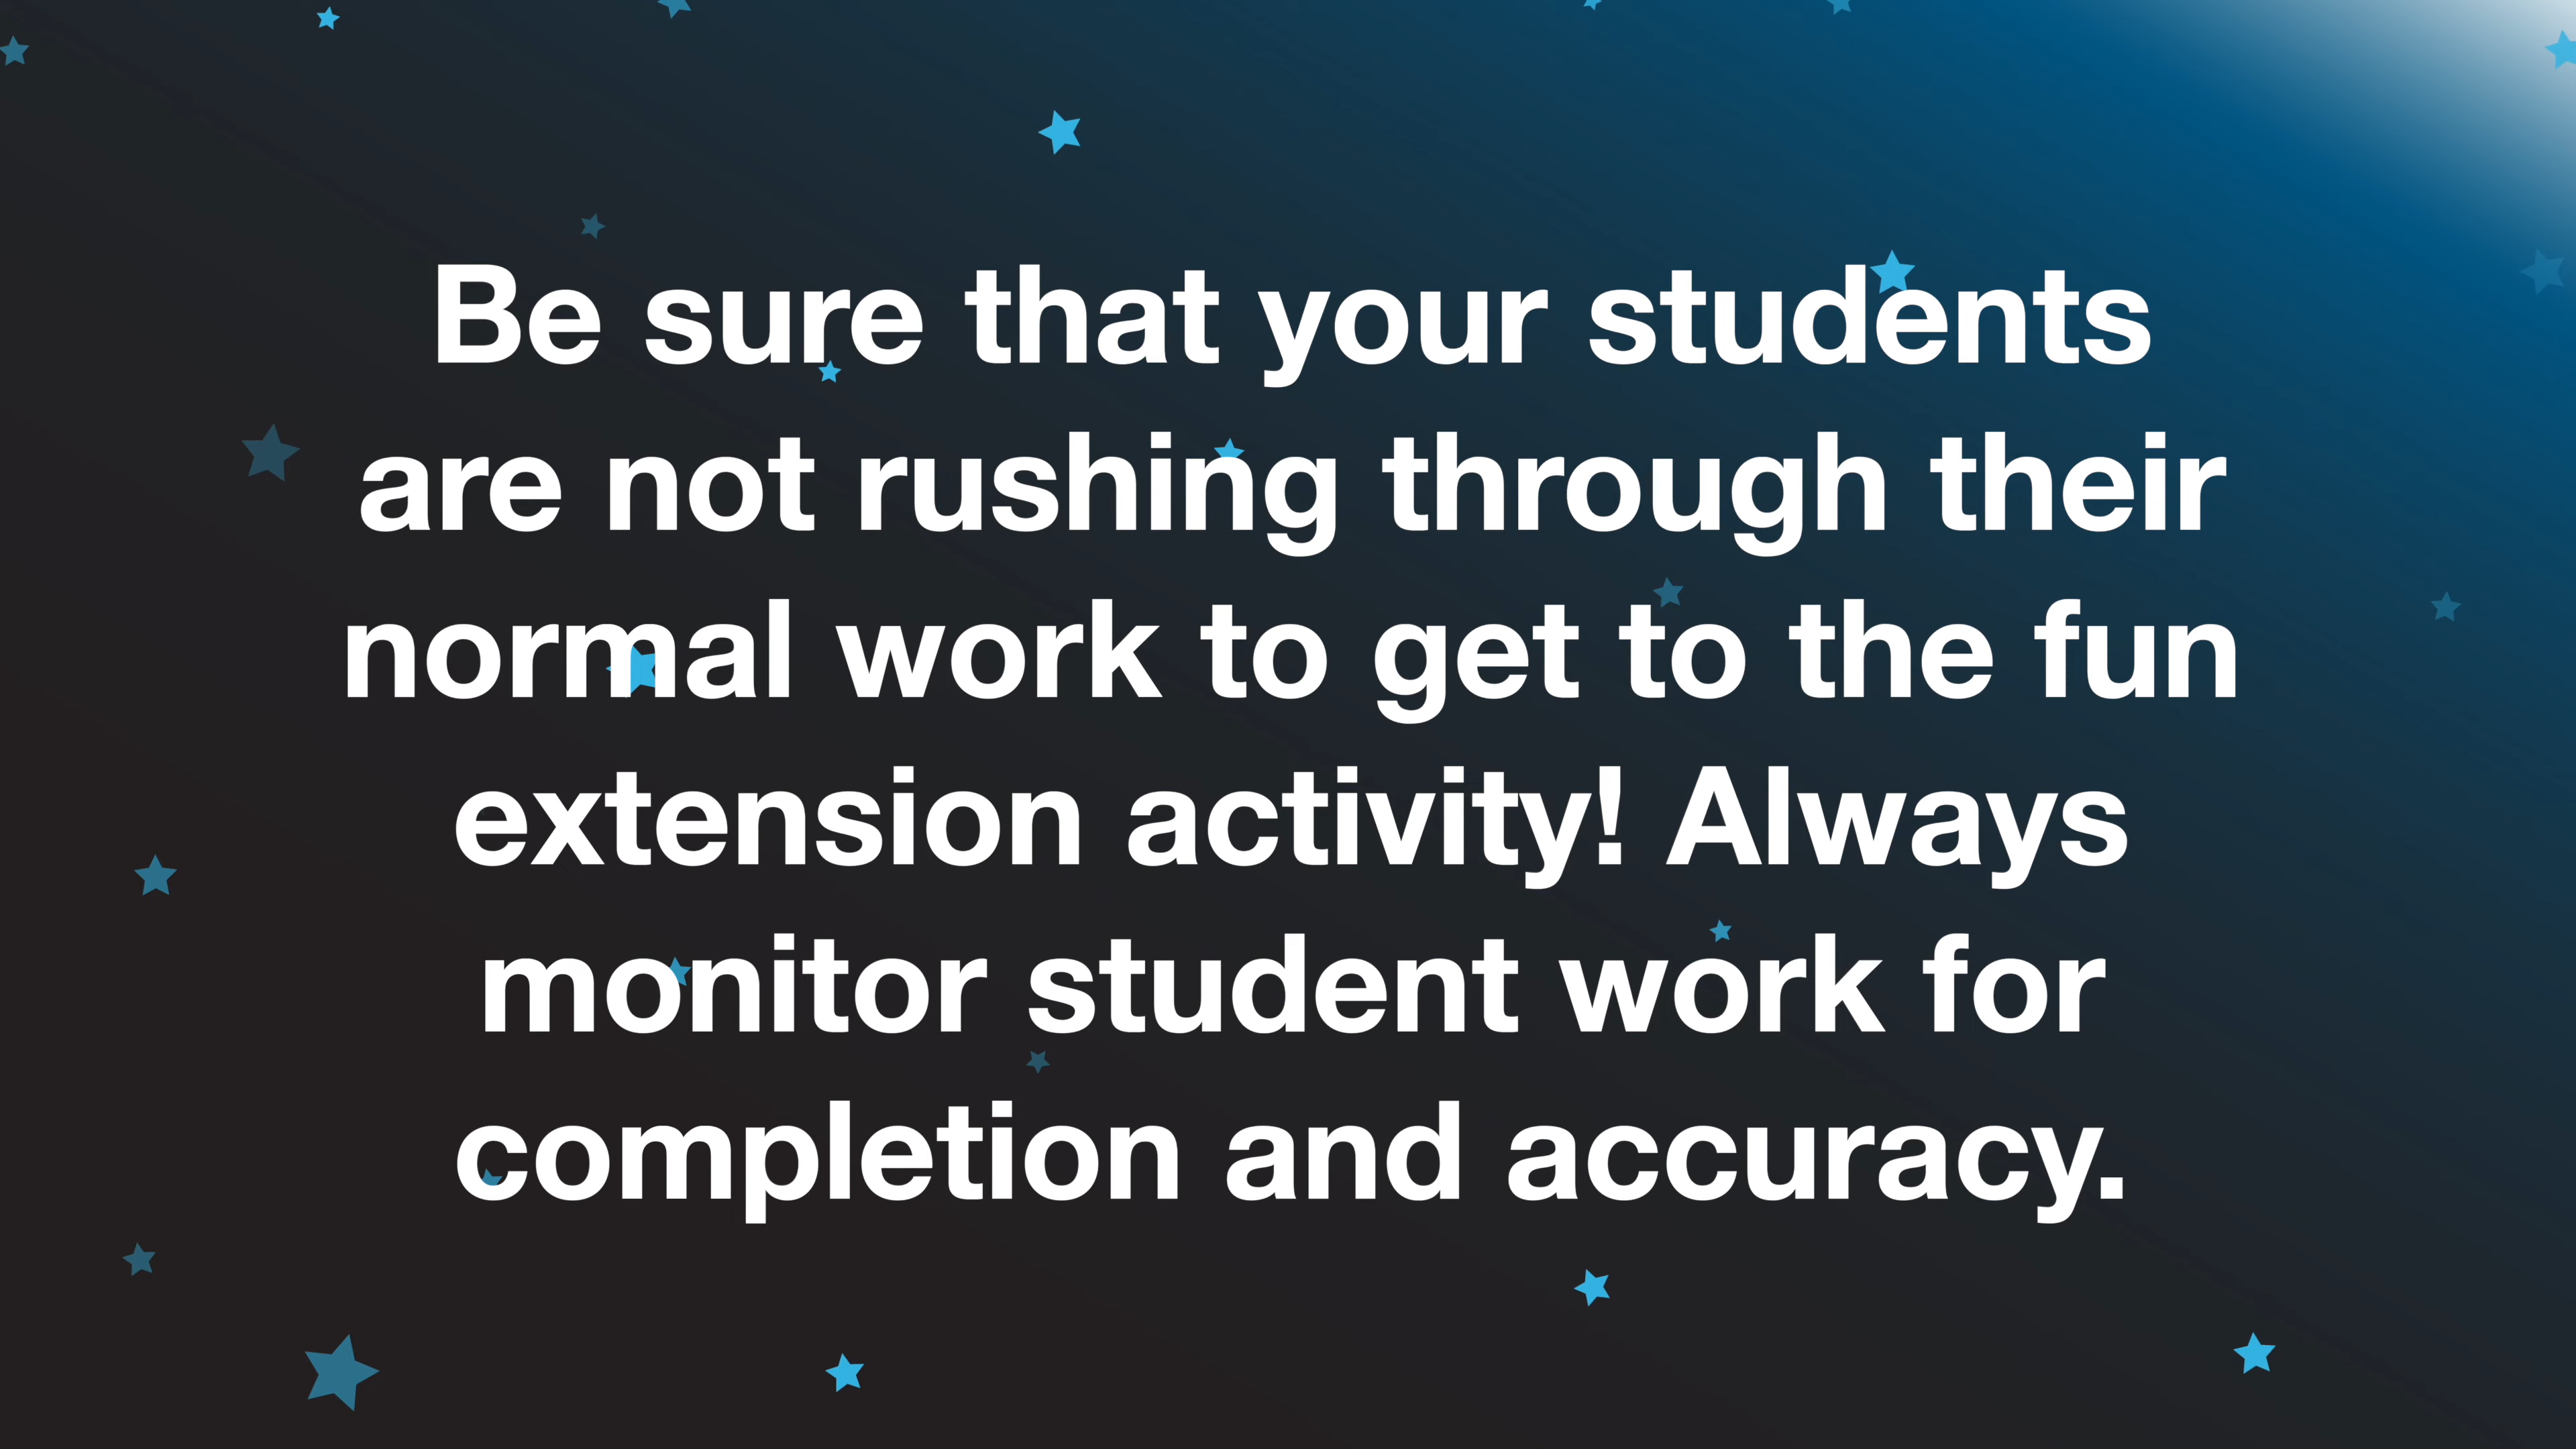 Be sure that your students
are not rushing through their
normal work to get to the fun
extension activity! Always
monitor student work for
completion and accuracy.